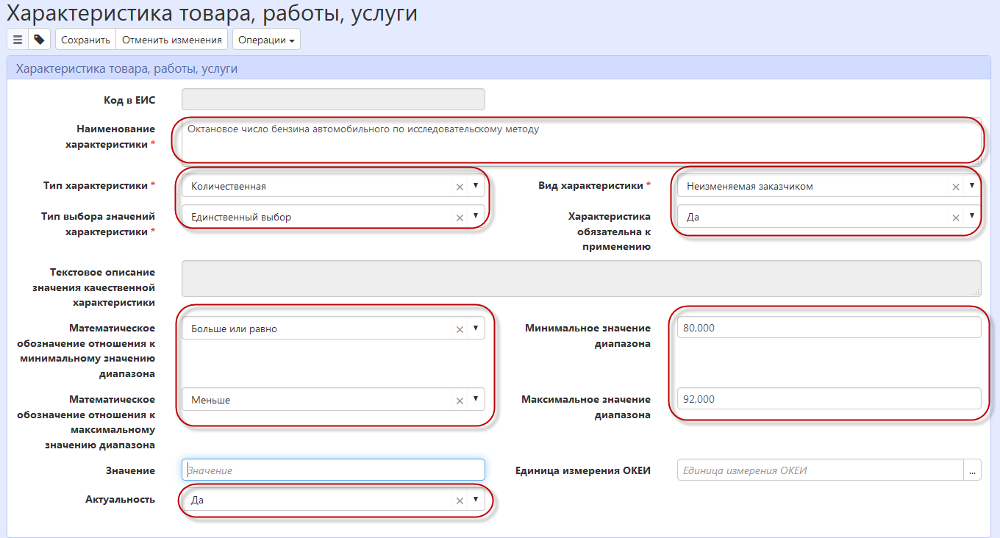 Характеристика товара, работы, услуги
Сохранить Отменить изменения Операции
Характеристика товара, работы, услуги
Код в ЕИС
Наименование
характеристики *
Октановое число бензина автомобильного по исследовательскому методу
Тип характеристики * Количественная
Вид характеристики * Неизменяемая заказчиком
Тип выбора значений
характеристики *
Единственный выбор
Характеристика
обязательна к
применению
Да
Текстовое описание
значения качественной
характеристики
Математическое
обозначение отношения к
минимальному значению
диапазона
Больше или равно
Минимальное значение
диапазона
80,000
Математическое
обозначение отношения к
максимальному
значению диапазона
Меньше
Максимальное значение
диапазона
92,000
Значение Значение
Единица измерения ОКЕИ Единица измерения ОКЕИ ...
Актуальность Да